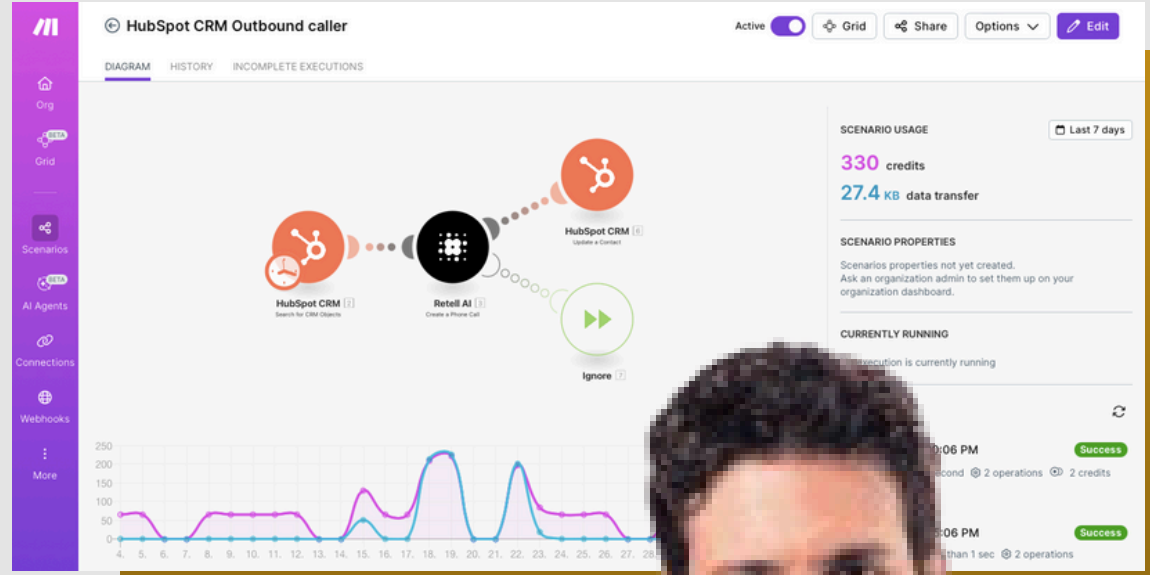 HubSpot CRM Outbound caller
Active
Grid
Share
Options
Edit
DIAGRAM
HISTORY
INCOMPLETE EXECUTIONS
Org
BETA
Grid
Scenarios
BETA
AI Agents
Connections
Webhooks
More
HubSpot CRM 2
Search for CRM Objects
Retell AI 3
Create a Phone Call
HubSpot CRM 6
Update a Contact
Ignore 7
SCENARIO USAGE
Last 7 days
330 credits
27.4 KB data transfer
SCENARIO PROPERTIES
Scenarios properties not yet created.
Ask an organization admin to set them up on your
organization dashboard.
CURRENTLY RUNNING
execution is currently running
:06 PM
Success
2 operations
2 credits
:06 PM
Success
than 1 sec
2 operations
250
200
150
100
50
0
4. 5. 6. 7. 8. 9. 10. 11. 12. 13. 14. 15. 16. 17. 18. 19. 20. 21. 22. 23. 24. 25. 26. 27. 28.